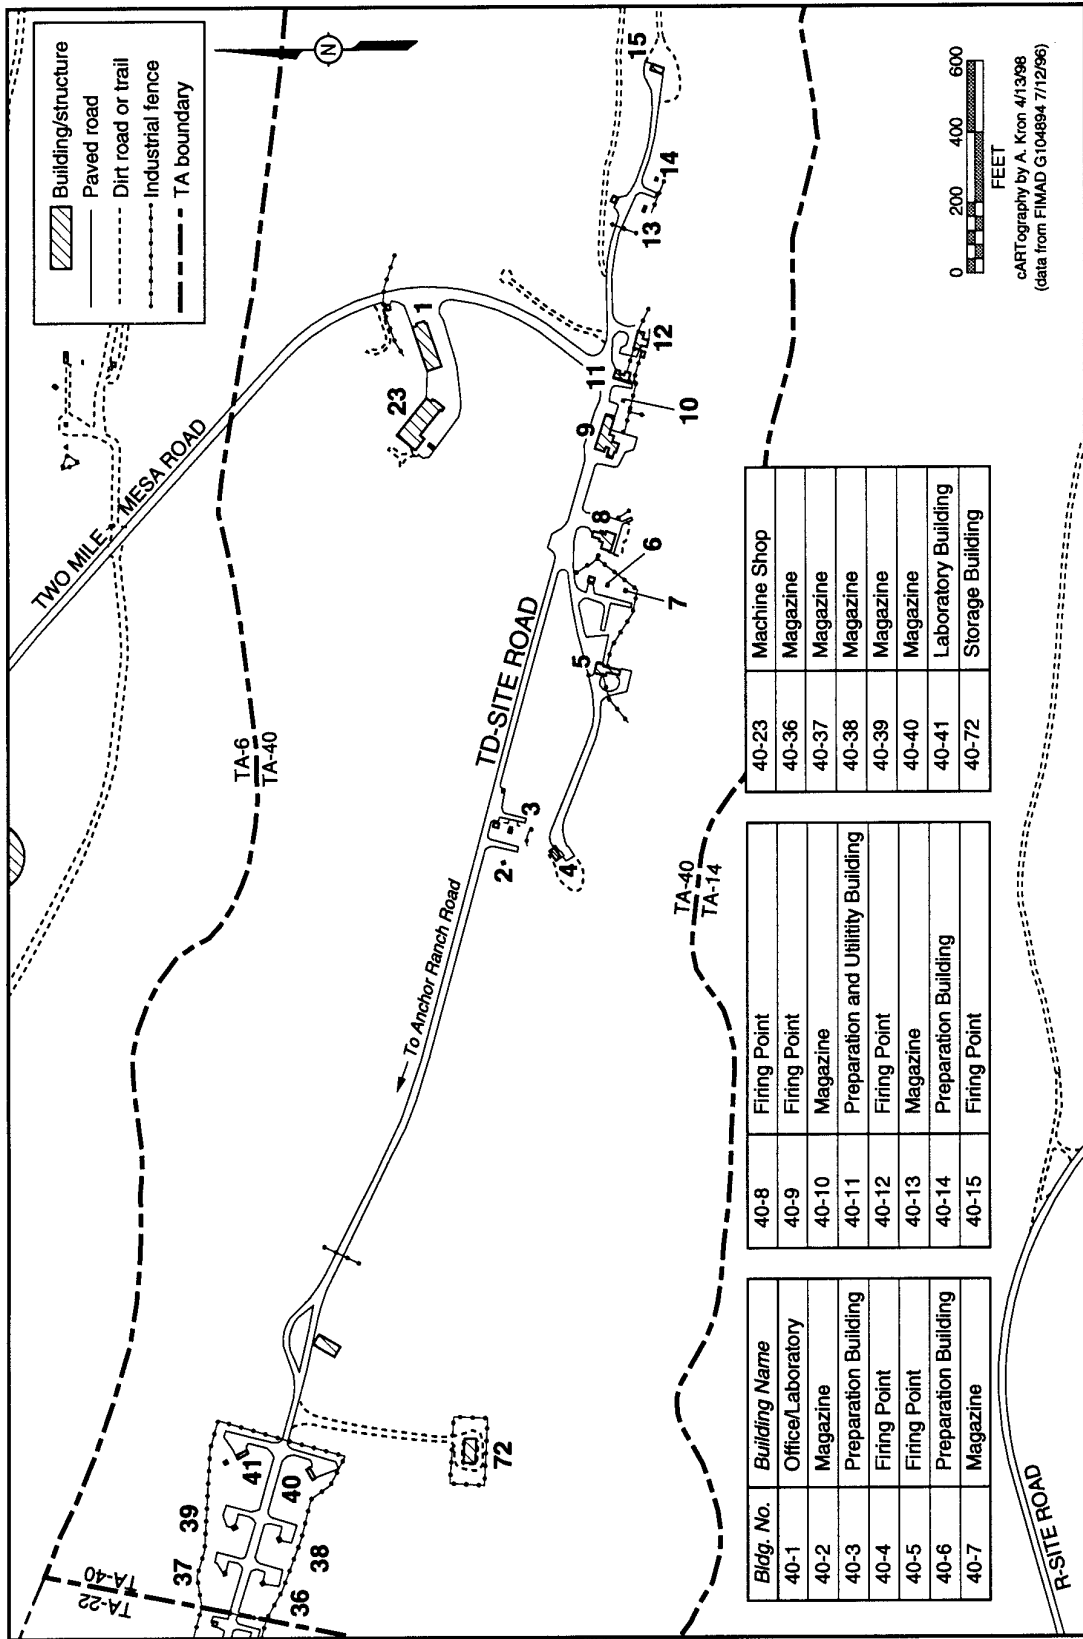 Building/structure
Paved road
Dirt road or trail
Industrial fence
TA boundary
N
TWO MILE MESA ROAD
TA-6
TA-40
TD-SITE ROAD
To Anchor Ranch Road
TA-22
TA-40
37
39
41
40
36
38
72
2
3
4
5
6
7
8
9
10
11
12
23
1
13
14
15
TA-40
TA-14
R-SITE ROAD
0 200 400 600
FEET
cARTography by A. Kron 4/13/98
(data from FIMAD G104894 7/12/96)
Bldg. No. Building Name
40-1 Office/Laboratory
40-2 Magazine
40-3 Preparation Building
40-4 Firing Point
40-5 Firing Point
40-6 Preparation Building
40-7 Magazine
40-8 Firing Point
40-9 Firing Point
40-10 Magazine
40-11 Preparation and Utilitity Building
40-12 Firing Point
40-13 Magazine
40-14 Preparation Building
40-15 Firing Point
40-23 Machine Shop
40-36 Magazine
40-37 Magazine
40-38 Magazine
40-39 Magazine
40-40 Magazine
40-41 Laboratory Building
40-72 Storage Building